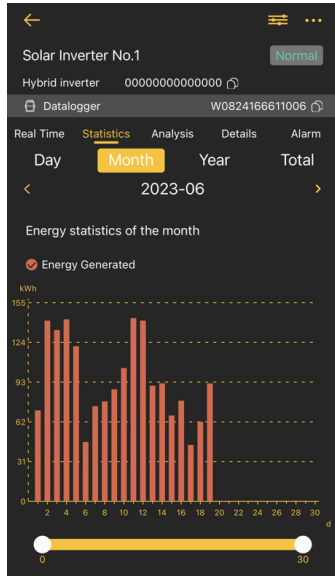 Solar Inverter No.1 Normal
Hybrid inverter 00000000000000
Datalogger W0824166611006
Real Time Statistics Analysis Details Alarm
Day Month Year Total
< 2023-06 >
Energy statistics of the month
Energy Generated
kWh
155
124
93
62
31
0
2 4 6 8 10 12 14 16 18 20 22 24 26 28 30
d
0 30